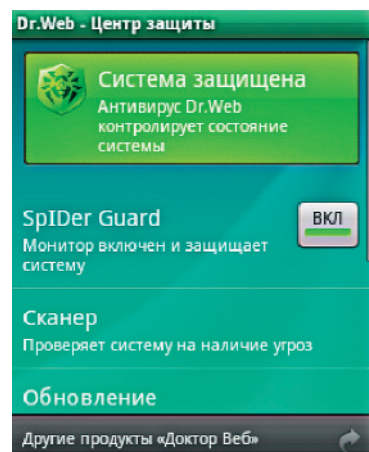 Dr.Web - Центр защиты
Система защищена
Антивирус Dr.Web
контролирует состояние
системы
SpIDer Guard
Монитор включен и защищает
систему
ВКЛ
Сканер
Проверяет систему на наличие угроз
Обновление
Другие продукты «Доктор Веб»